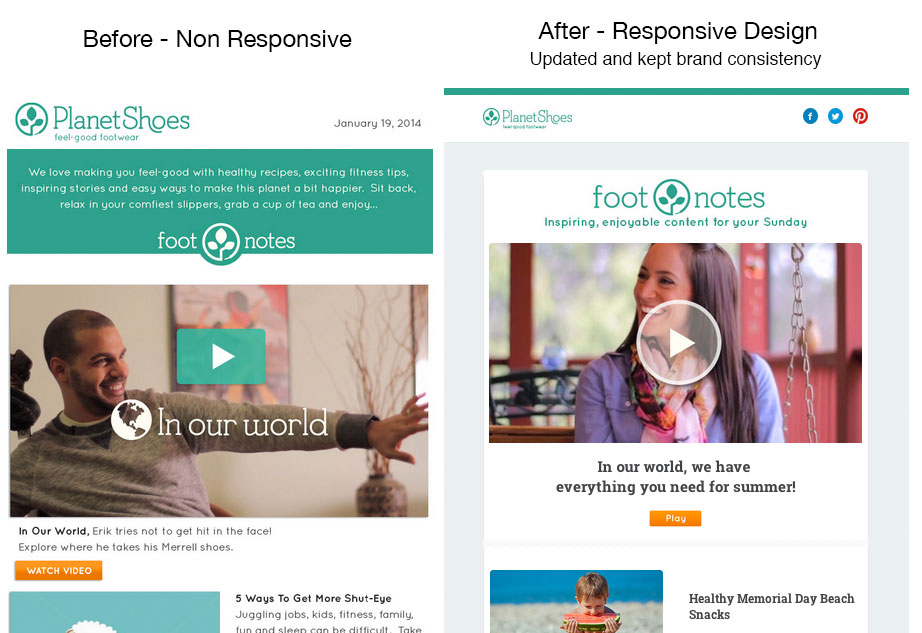 Before - Non Responsive
PlanetShoes
feel-good footwear
January 19, 2014
We love making you feel-good with healthy recipes, exciting fitness tips,
inspiring stories and easy ways to make this planet a bit happier. Sit back,
relax in your comfiest slippers, grab a cup of tea and enjoy...
foot notes
In our world
In Our World, Erik tries not to get hit in the face!
Explore where he takes his Merrell shoes.
WATCH VIDEO
5 Ways To Get More Shut-Eye
Juggling jobs, kids, fitness, family,
fun and sleep can be difficult. Take
After - Responsive Design
Updated and kept brand consistency
PlanetShoes
feel-good footwear
foot notes
Inspiring, enjoyable content for your Sunday
In our world, we have
everything you need for summer!
Play
Healthy Memorial Day Beach
Snacks